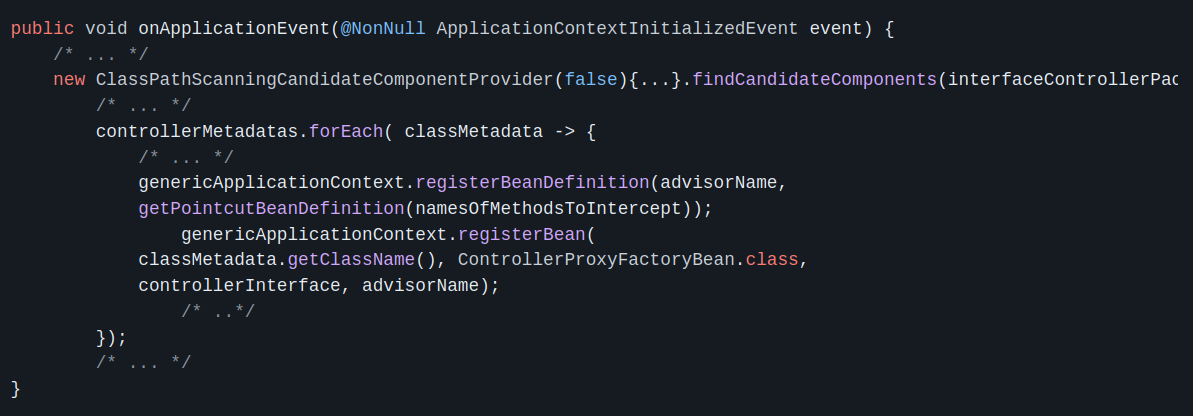 public void onApplicationEvent(@NonNull ApplicationContextInitializedEvent event) {
    /* ... */
    new ClassPathScanningCandidateComponentProvider(false){...}.findCandidateComponents(interfaceControllerPac
        /* ... */
        controllerMetadatas.forEach( classMetadata -> {
            /* ... */
            genericApplicationContext.registerBeanDefinition(advisorName,
            getPointcutBeanDefinition(namesOfMethodsToIntercept));
                genericApplicationContext.registerBean(
            classMetadata.getClassName(), ControllerProxyFactoryBean.class,
            controllerInterface, advisorName);
                /* ..*/
        });
        /* ... */
}